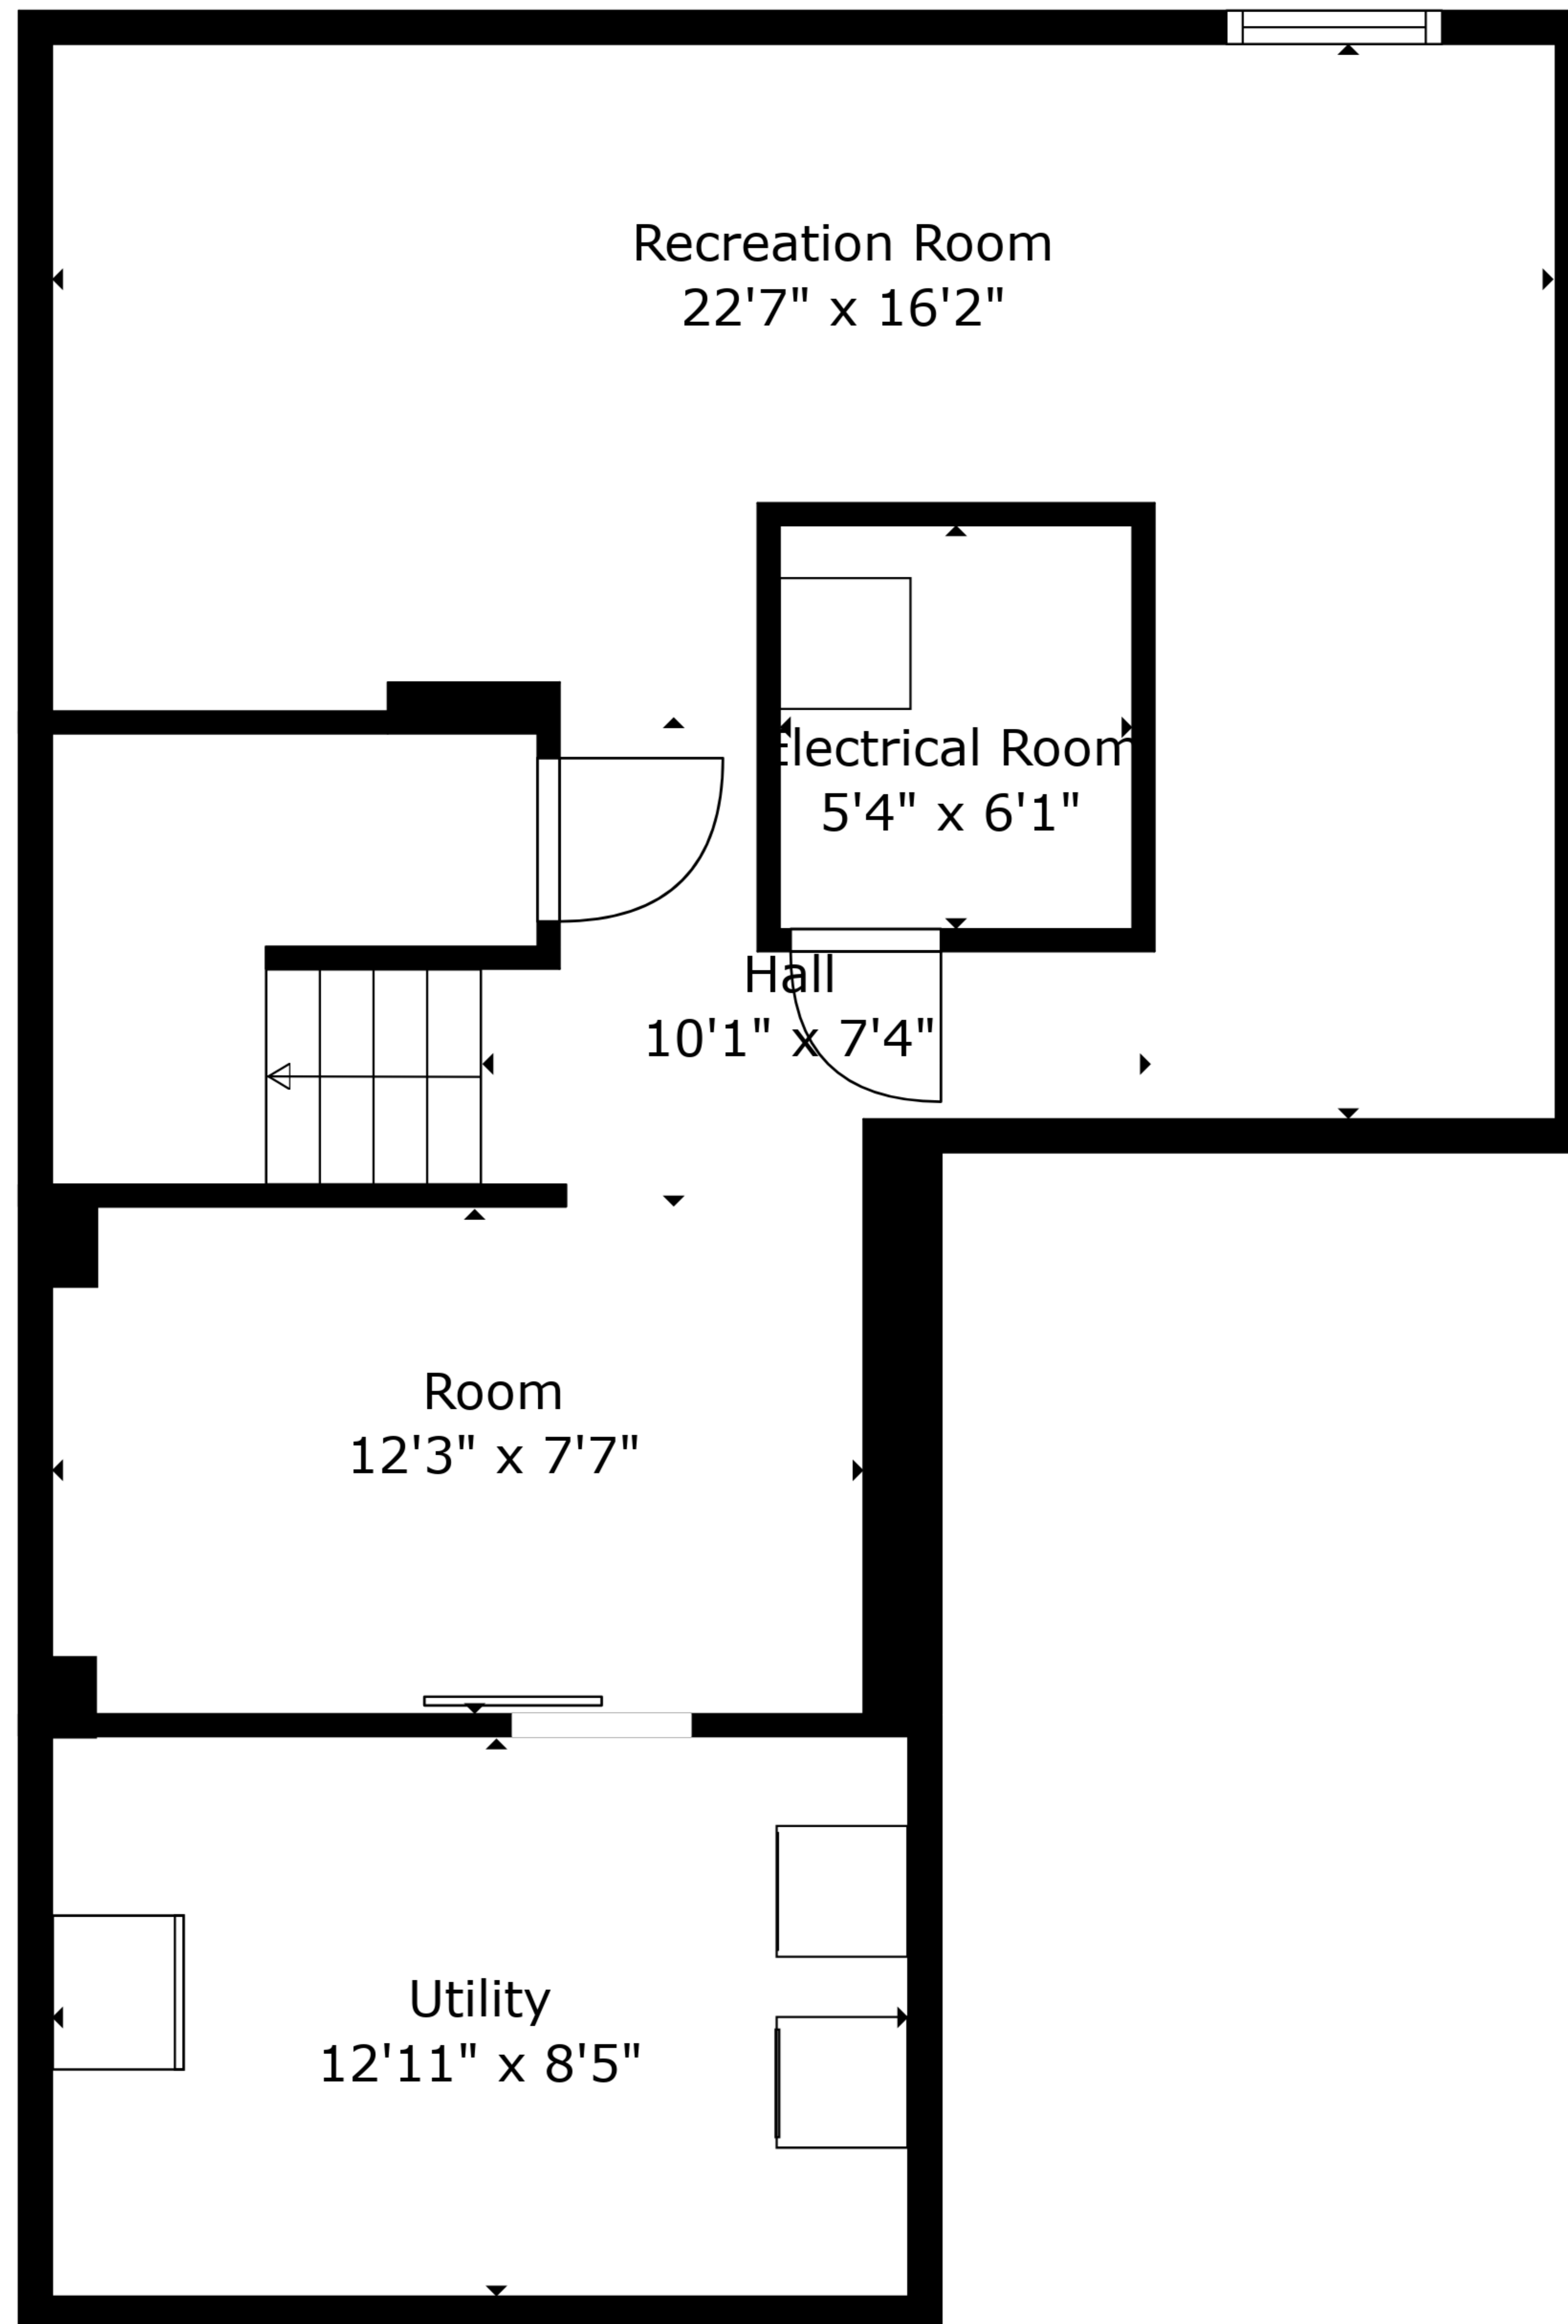 Recreation Room
22'7" x 16'2"
Electrical Room
5'4" x 6'1"
Hall
10'1" x 7'4"
Room
12'3" x 7'7"
Utility
12'11" x 8'5"